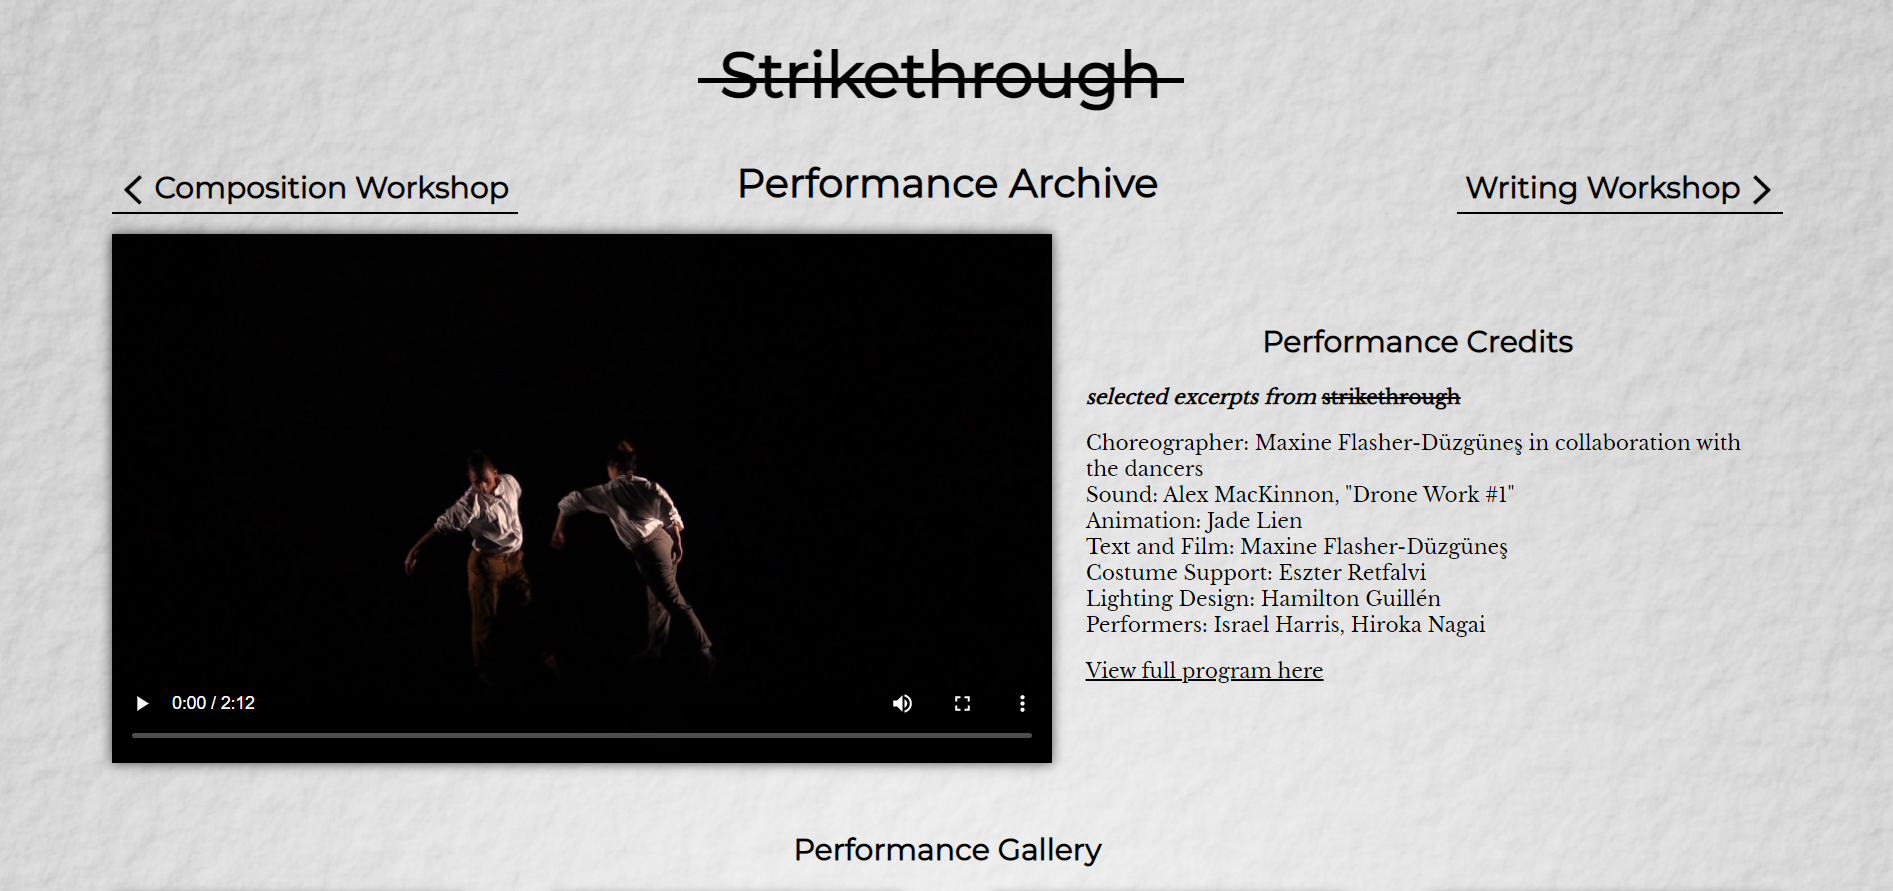 Strikethrough
Composition Workshop
Performance Archive
Writing Workshop
0:00 / 2:12
Performance Credits
selected excerpts from strikethrough
Choreographer: Maxine Flasher-Düzgüneş in collaboration with
the dancers
Sound: Alex MacKinnon, "Drone Work #1"
Animation: Jade Lien
Text and Film: Maxine Flasher-Düzgüneş
Costume Support: Eszter Retfalvi
Lighting Design: Hamilton Guillén
Performers: Israel Harris, Hiroka Nagai
View full program here
Performance Gallery